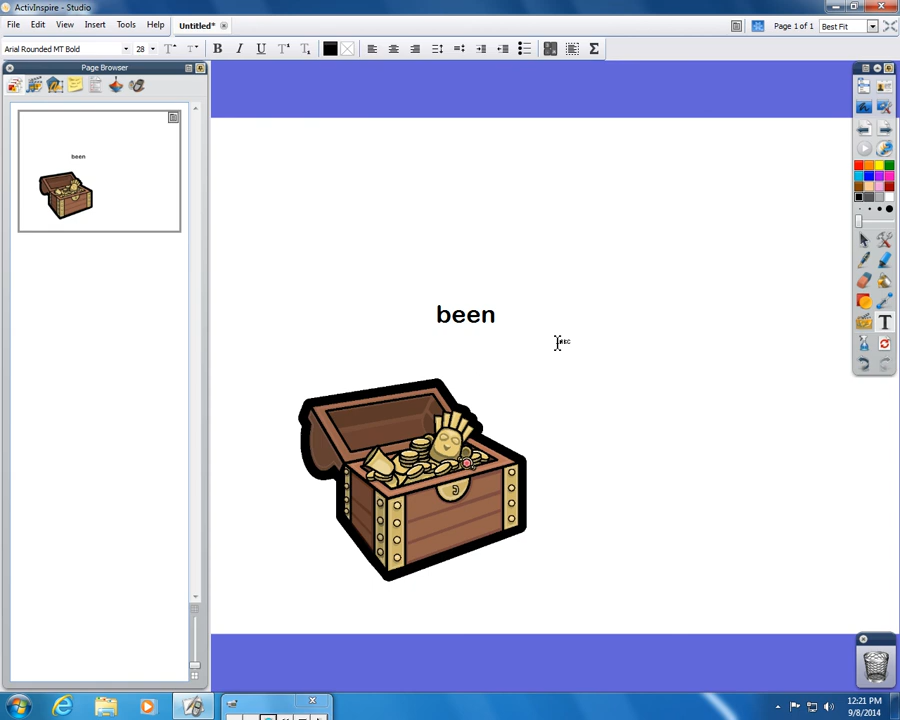 ActivInspire - Studio
File Edit View Insert Tools Help Untitled* Page 1 of 1 Best Fit
Arial Rounded MT Bold 28 B I U
Page Browser
been
been
T
12:21 PM
9/8/2014